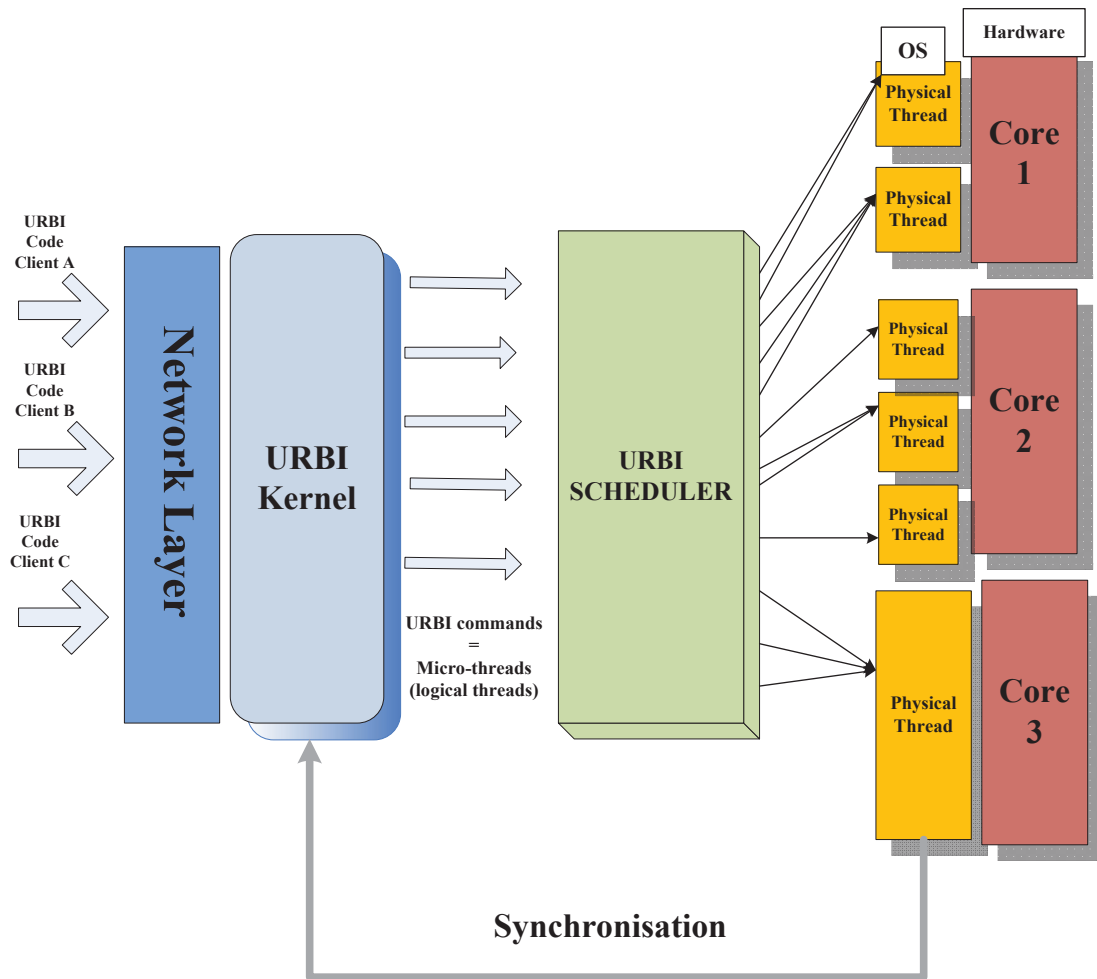 URBI
Code
Client A
URBI
Code
Client B
URBI
Code
Client C
Network Layer
URBI
Kernel
URBI commands
=
Micro-threads
(logical threads)
URBI
SCHEDULER
OS
Hardware
Physical
Thread
Physical
Thread
Core
1
Physical
Thread
Physical
Thread
Physical
Thread
Core
2
Physical
Thread
Core
3
Synchronisation